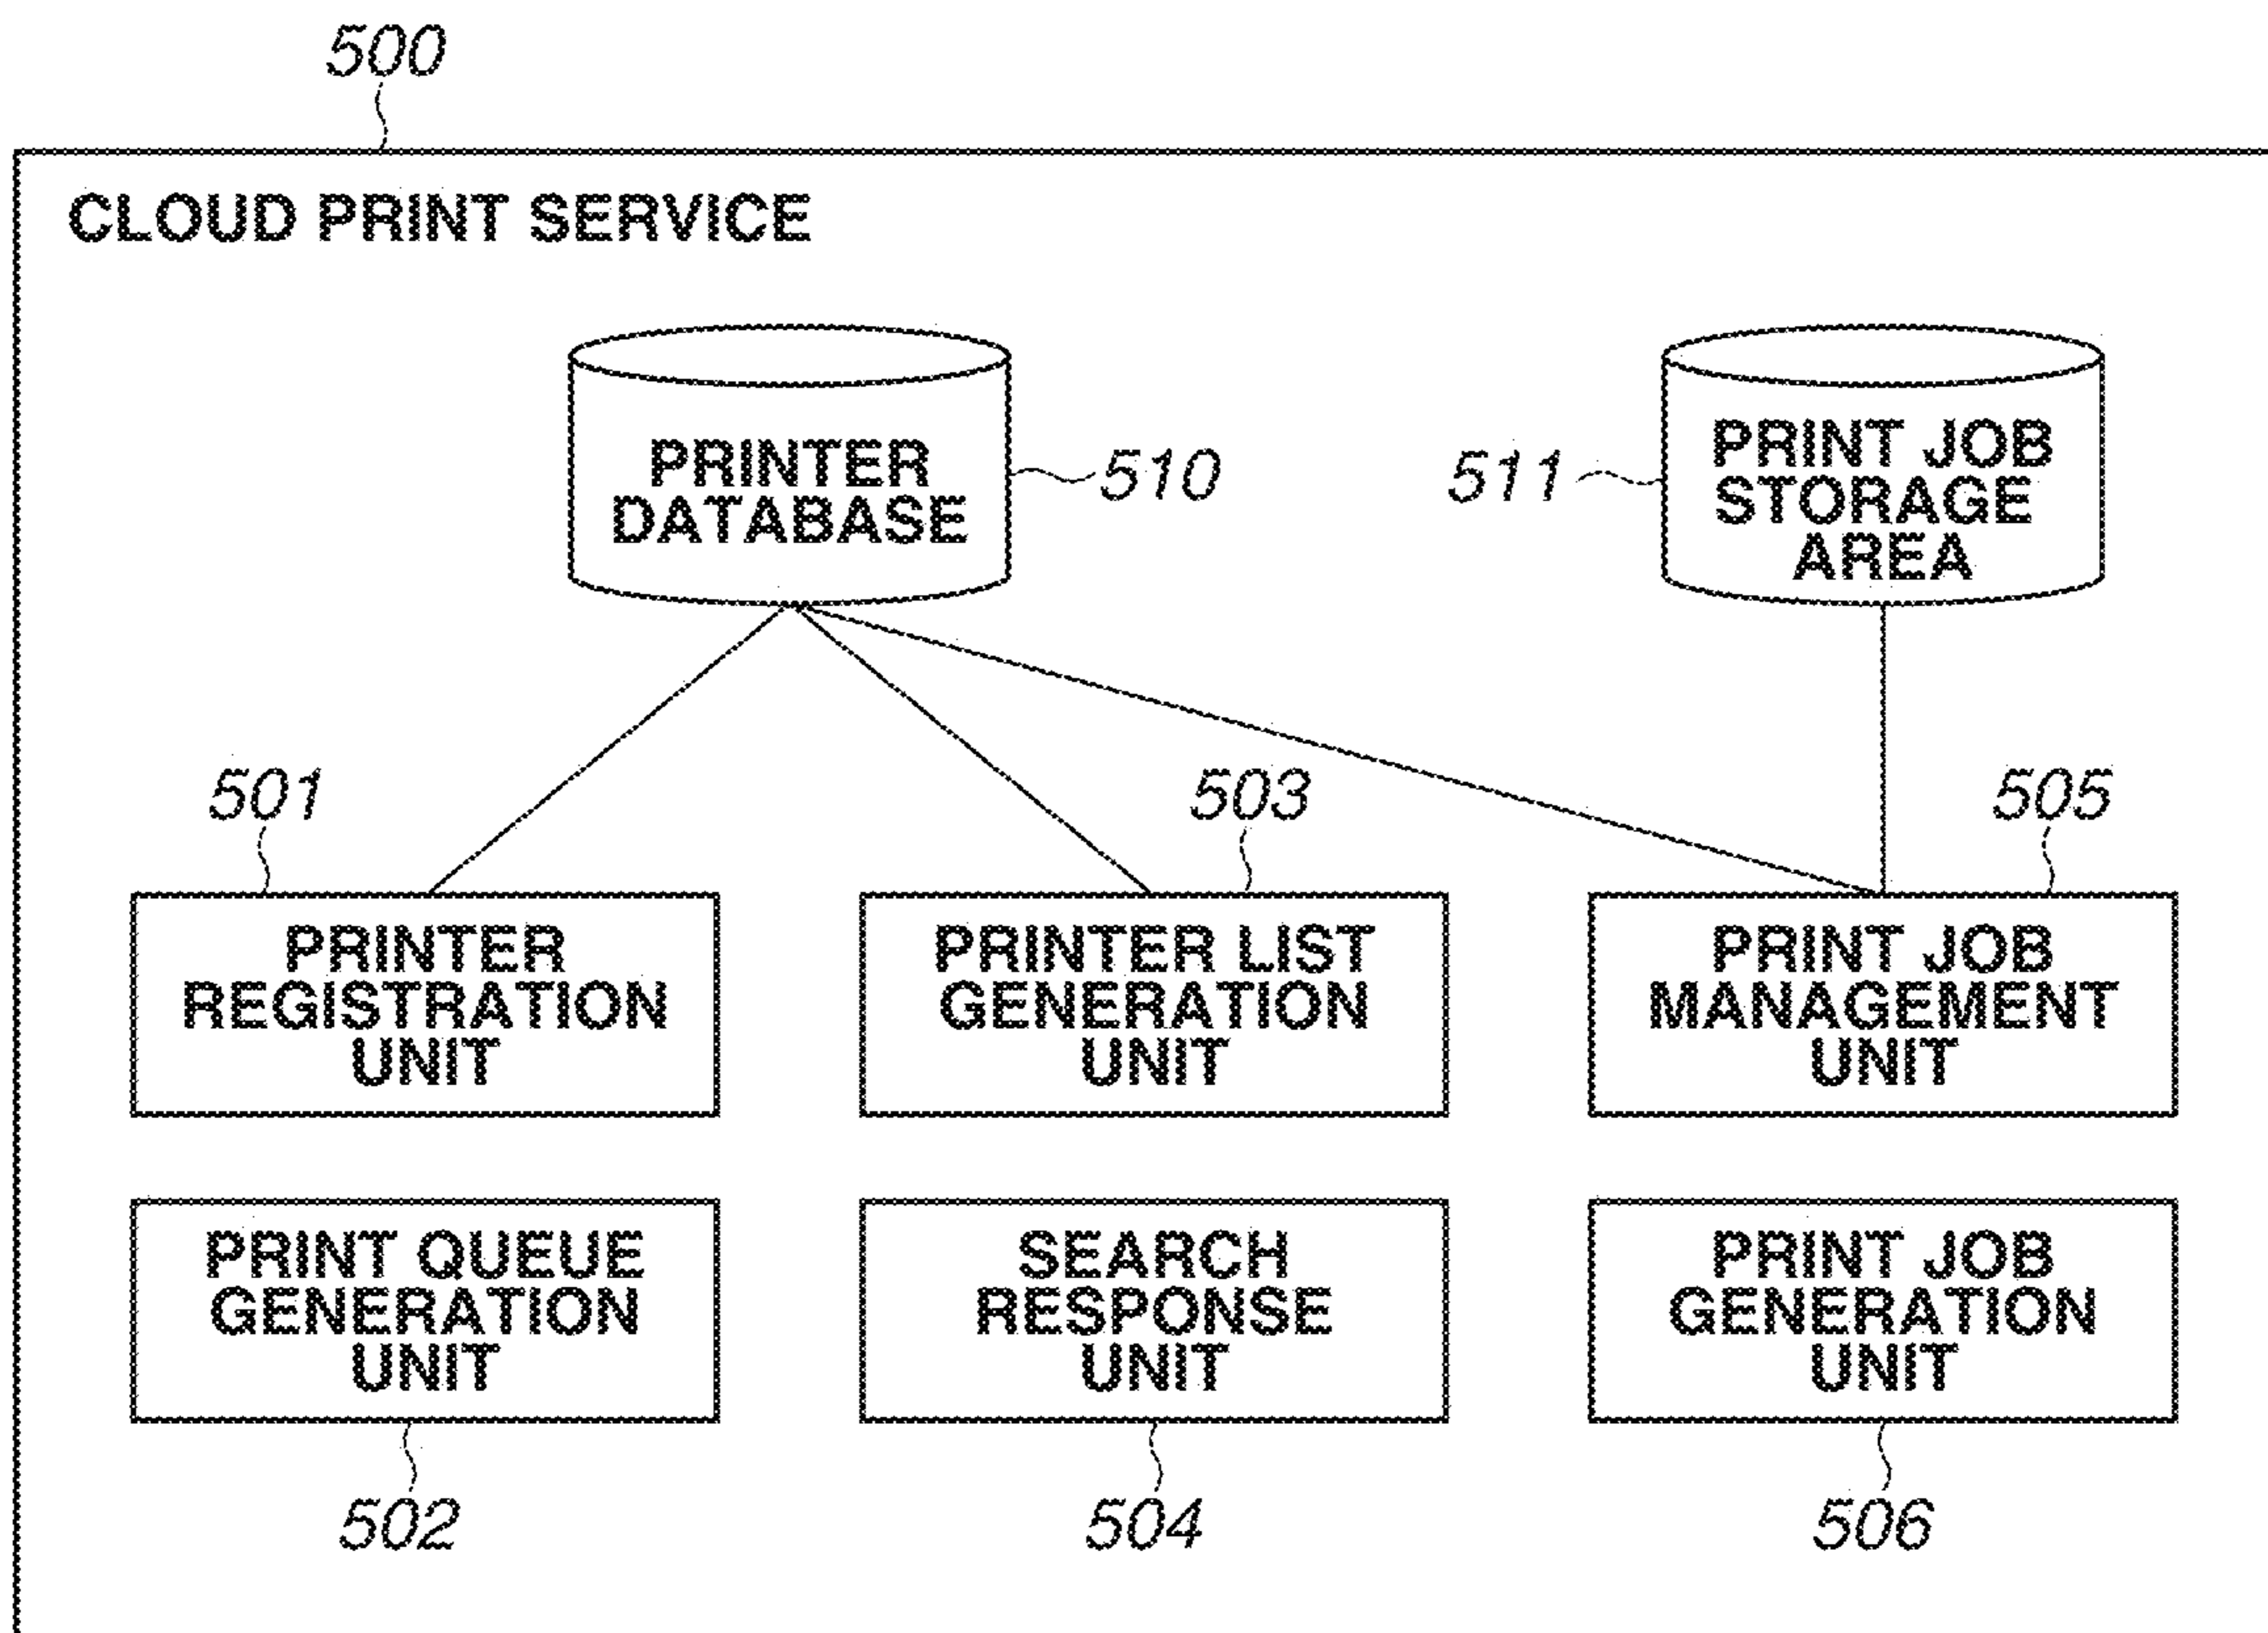 500
CLOUD PRINT SERVICE
PRINTER
DATABASE
510
511
PRINT JOB
STORAGE
AREA
501
503
505
PRINTER
REGISTRATION
UNIT
PRINTER LIST
GENERATION
UNIT
PRINT JOB
MANAGEMENT
UNIT
PRINT QUEUE
GENERATION
UNIT
SEARCH
RESPONSE
UNIT
PRINT JOB
GENERATION
UNIT
502
504
506